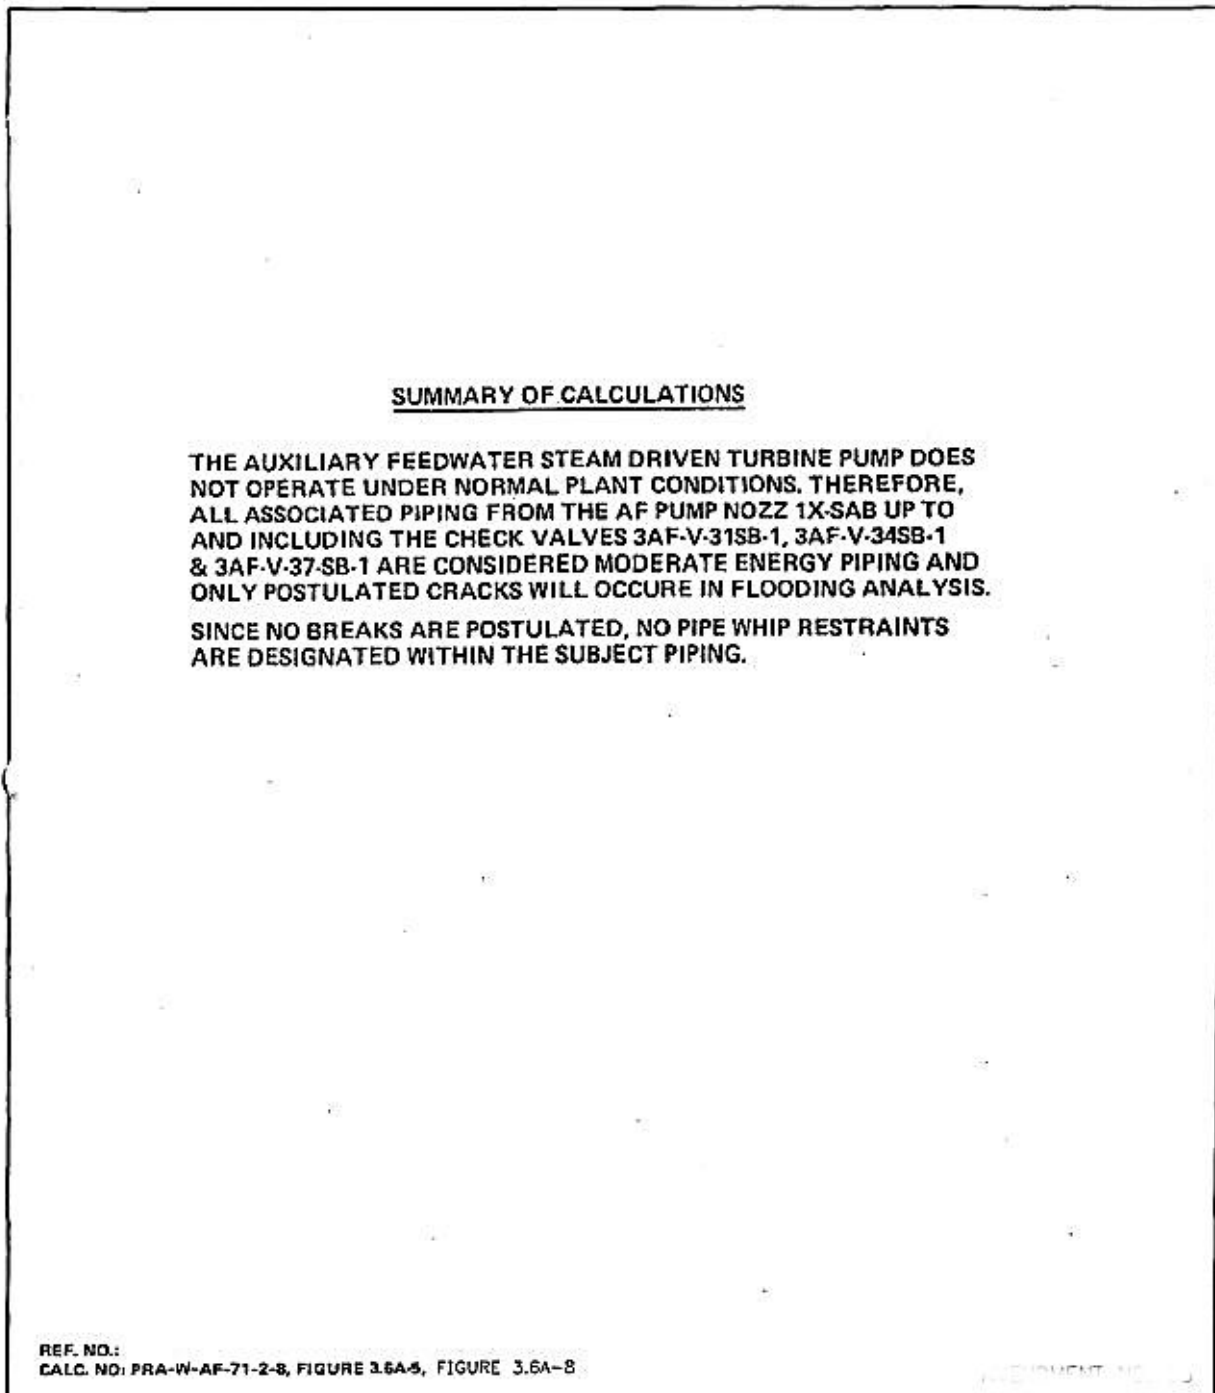 SUMMARY OF CALCULATIONS
THE AUXILIARY FEEDWATER STEAM DRIVEN TURBINE PUMP DOES
NOT OPERATE UNDER NORMAL PLANT CONDITIONS. THEREFORE,
ALL ASSOCIATED PIPING FROM THE AF PUMP NOZZ 1X-SAB UP TO
AND INCLUDING THE CHECK VALVES 3AF-V-31SB-1, 3AF-V-34SB-1
& 3AF-V-37-SB-1 ARE CONSIDERED MODERATE ENERGY PIPING AND
ONLY POSTULATED CRACKS WILL OCCURE IN FLOODING ANALYSIS.
SINCE NO BREAKS ARE POSTULATED, NO PIPE WHIP RESTRAINTS
ARE DESIGNATED WITHIN THE SUBJECT PIPING.
REF. NO.:
CALC. NO: PRA-W-AF-71-2-8, FIGURE 3.6A-5, FIGURE 3.6A-8